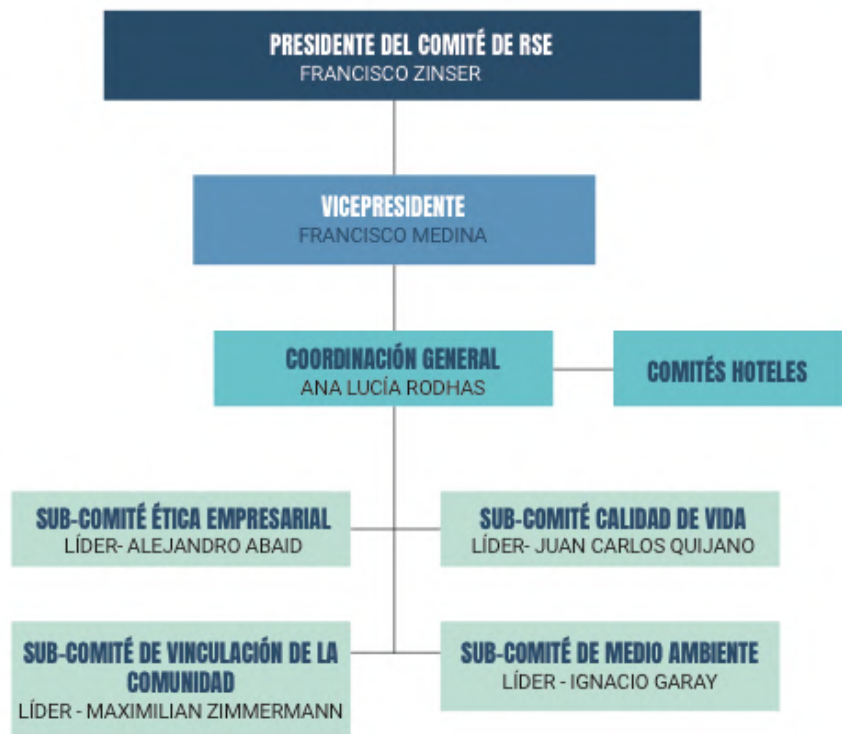 PRESIDENTE DEL COMITÉ DE RSE
FRANCISCO ZINSER
VICEPRESIDENTE
FRANCISCO MEDINA
COORDINACIÓN GENERAL
ANA LUCÍA RODHAS
COMITÉS HOTELES
SUB-COMITÉ ÉTICA EMPRESARIAL
LÍDER- ALEJANDRO ABAID
SUB-COMITÉ CALIDAD DE VIDA
LÍDER- JUAN CARLOS QUIJANO
SUB-COMITÉ DE VINCULACIÓN DE LA
COMUNIDAD
LÍDER - MAXIMILIAN ZIMMERMANN
SUB-COMITÉ DE MEDIO AMBIENTE
LÍDER - IGNACIO GARAY